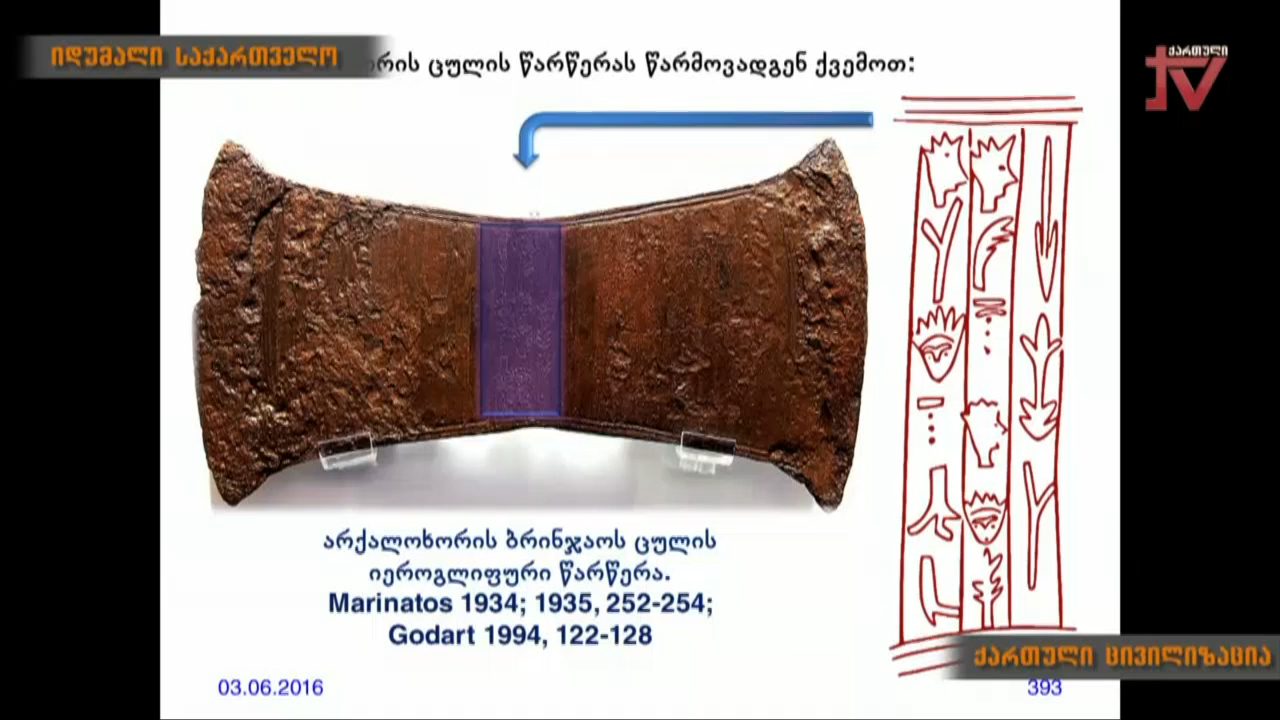 იდუმალი საქართველო
რის ცულის წარწერას წარმოვადგენ ქვემოთ:
ქართული
TV
არქალოხორის ბრინჯაოს ცულის
იეროგლიფური წარწერა.
Marinatos 1934; 1935, 252-254;
Godart 1994, 122-128
ქართული ცივილიზაცია
03.06.2016
393